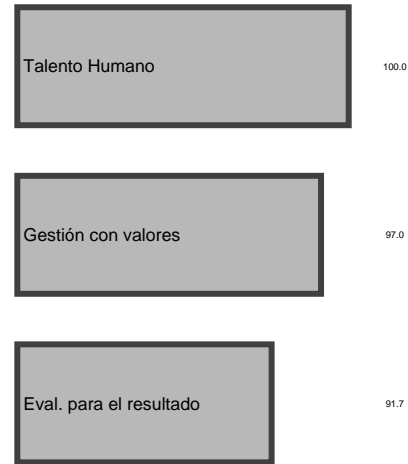 Talento Humano 100.0
Gestión con valores 97.0
Eval. para el resultado 91.7